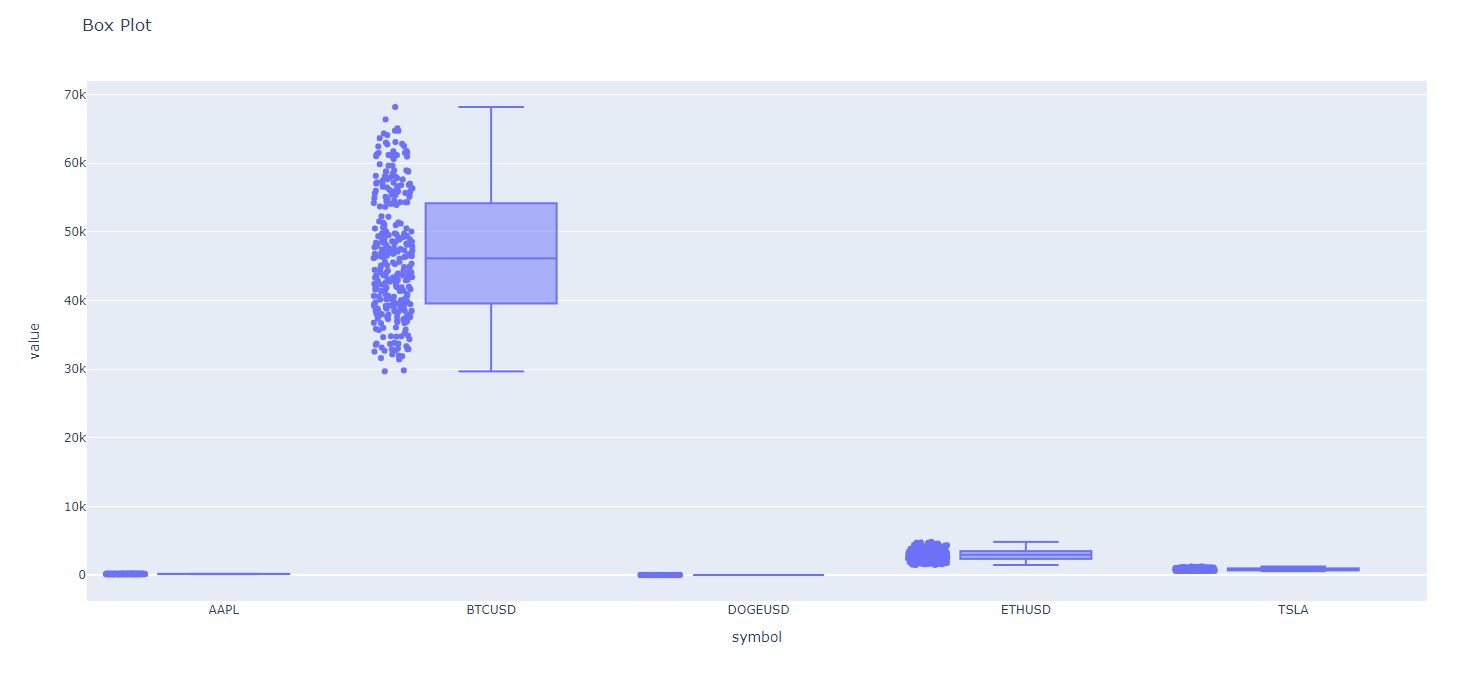 Box Plot
70k
60k
50k
40k
30k
20k
10k
0
value
AAPL BTCUSD DOGEUSD ETHUSD TSLA
symbol